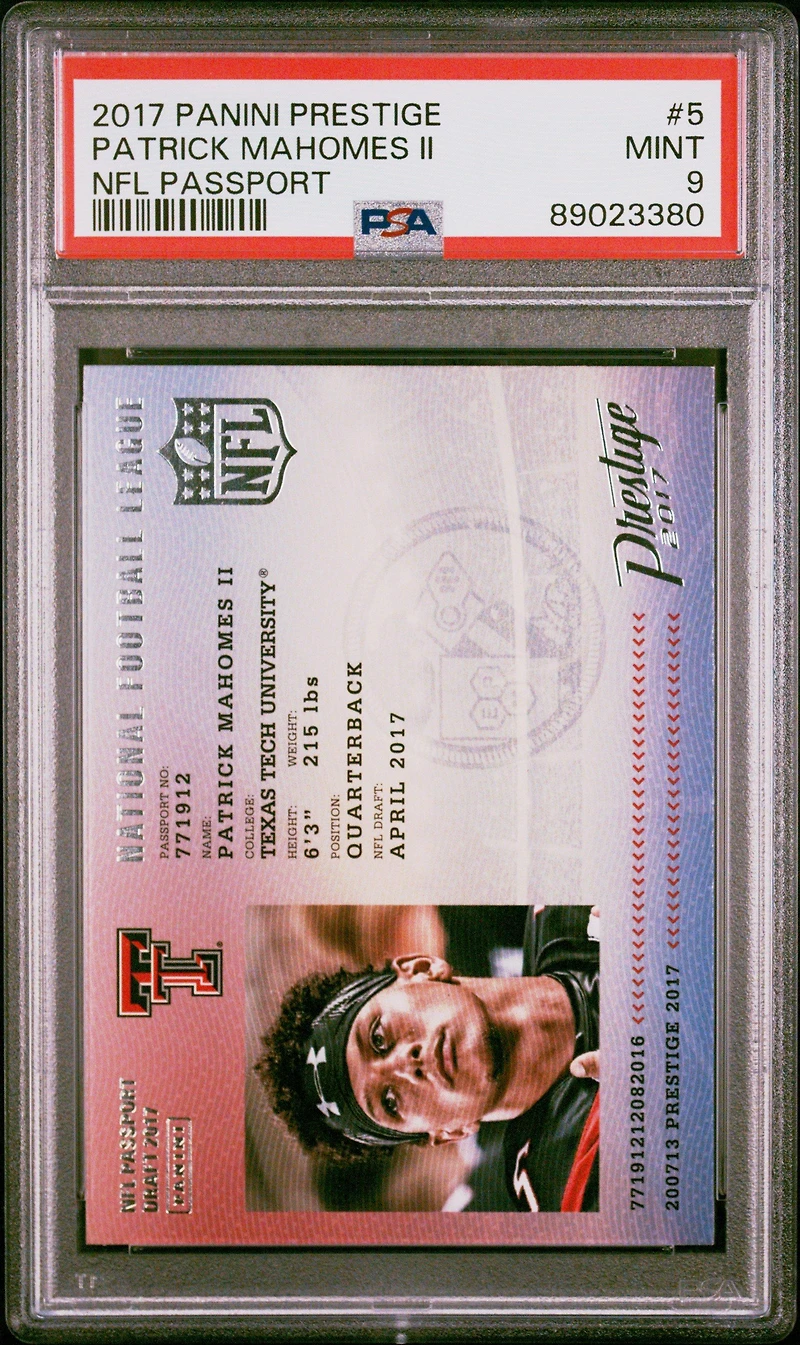 2017 PANINI PRESTIGE #5
PATRICK MAHOMES II MINT
NFL PASSPORT 9
89023380
PSA
NATIONAL FOOTBALL LEAGUE
NFL
PASSPORT NO:
771912
NAME:
PATRICK MAHOMES II
COLLEGE:
TEXAS TECH UNIVERSITY®
HEIGHT: WEIGHT:
6'3" 215 lbs
POSITION:
QUARTERBACK
NFL DRAFT:
APRIL 2017
NFL PASSPORT
DRAFT 2017
PANINI
Prestige
2017
77191212082016 <<<<<<<<<<<<<<<<<<<<<<<<<<<<<<<
200713 PRESTIGE 2017 <<<<<<<<<<<<<<<<<<<<<<<<<
PSA